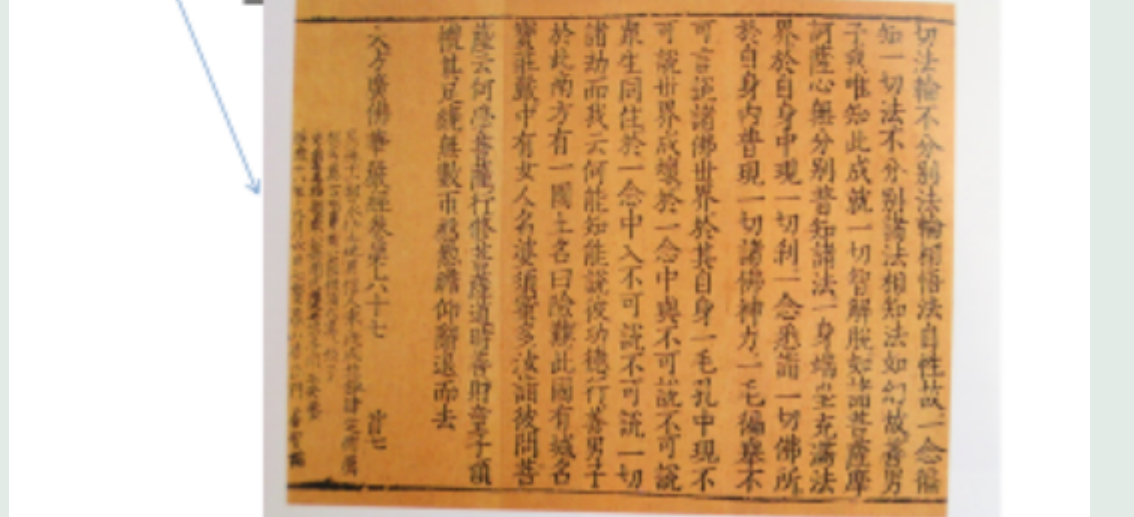 切法輪不分別法輪相悟法自性故一念徧
知一切法不分別諸法相知法如幻故善男
子我唯知此成就一切智解脫如諸菩薩摩
訶薩心無分別普知諸法一身端坐充滿法
界於自身中現一切刹一念悉詣一切佛所
於自身內普現一切諸佛神力一毛徧舉不
可言說諸佛世界於其自身一毛孔中現不
可說世界成壞於一念中與不可說不可說
衆生同住於一念中入不可說不可說一切
諸劫而我云何能知能說彼功德行善男子
於此南方有一國土名曰險難此國有城名
寶莊嚴中有女人名婆須蜜多汝詣彼問菩
薩云何學菩薩行修菩薩道時善財童子頂
禮其足繞無數帀慇懃瞻仰辭退而去
大方廣佛華嚴經卷第六十七